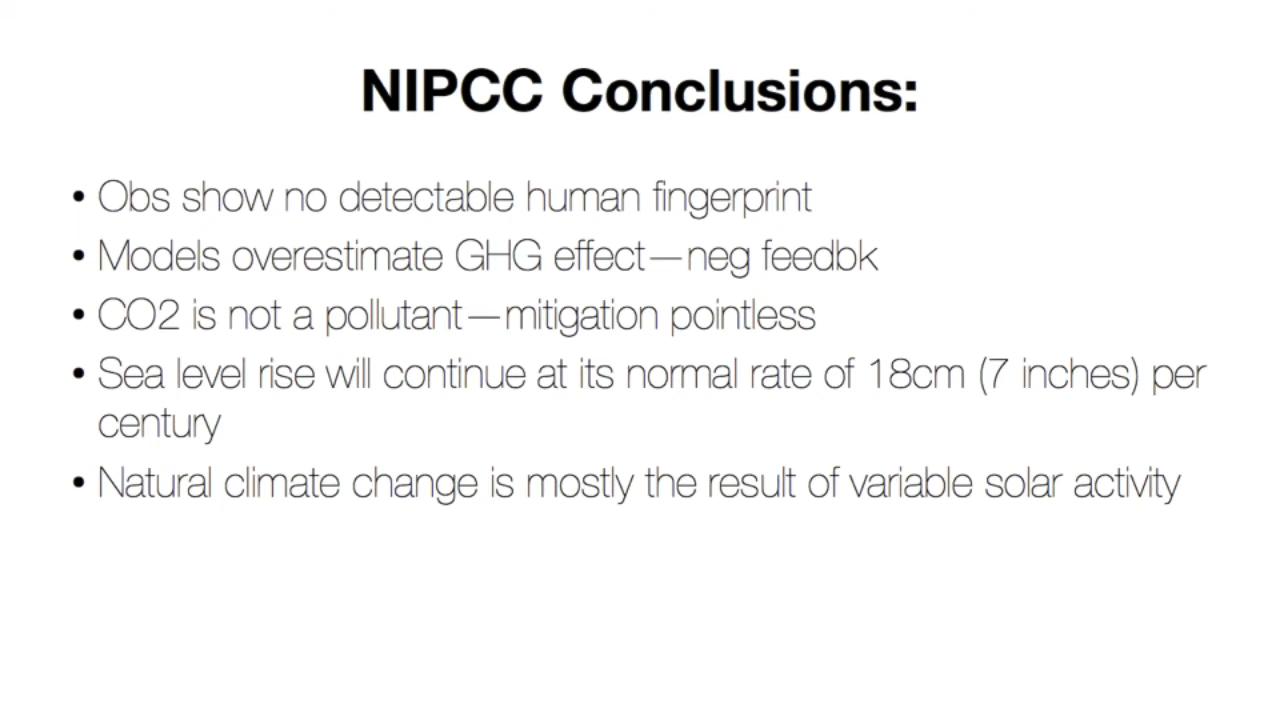 NIPCC Conclusions:
• Obs show no detectable human fingerprint
• Models overestimate GHG effect—neg feedbk
• CO2 is not a pollutant—mitigation pointless
• Sea level rise will continue at its normal rate of 18cm (7 inches) per
century
• Natural climate change is mostly the result of variable solar activity